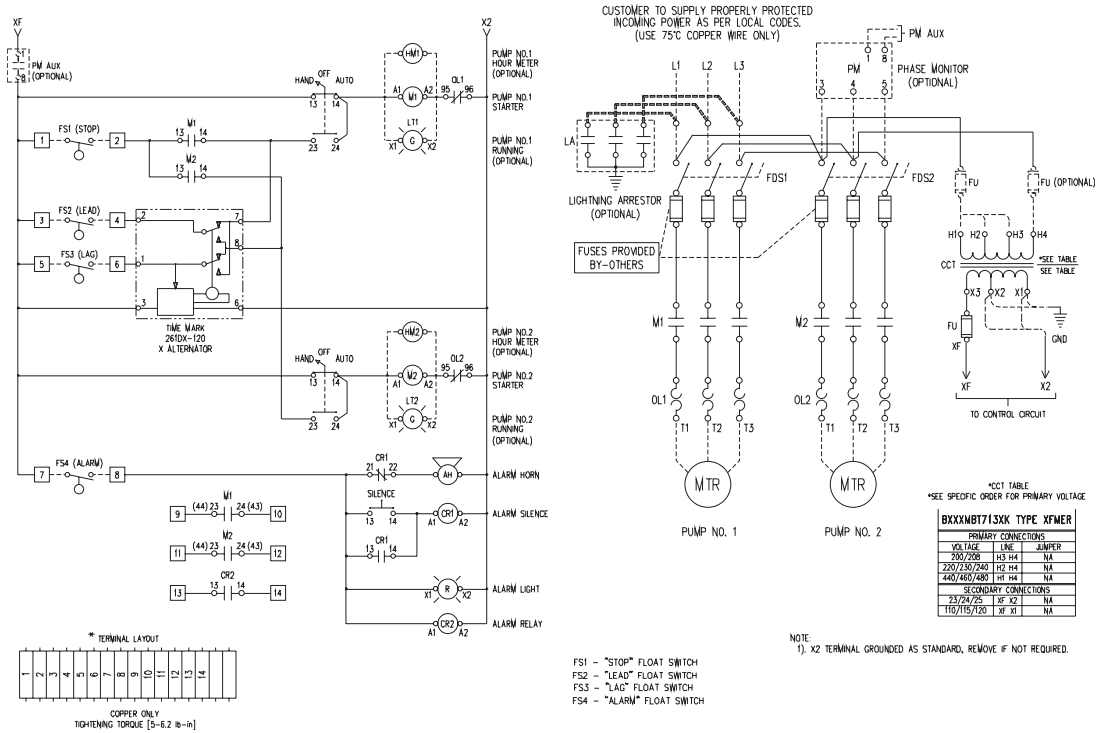 XF
X2
1
PM AUX
(OPTIONAL)
8
HM1
PUMP NO.1
HOUR METER
(OPTIONAL)
HAND OFF AUTO
13 14
A1 M1 A2
OL1
95 96
PUMP NO.1
STARTER
1
FS1 (STOP)
2
M1
13 14
23 24
LT1
X1 G X2
PUMP NO.1
RUNNING
(OPTIONAL)
M2
13 14
3
FS2 (LEAD)
4
2
7
8
5
FS3 (LAG)
6
1
3
6
TIME MARK
261DX-120
X ALTERNATOR
HM2
PUMP NO.2
HOUR METER
(OPTIONAL)
HAND OFF AUTO
13 14
M2
A1 A2
OL2
95 96
PUMP NO.2
STARTER
23 24
LT2
X1 G X2
PUMP NO.2
RUNNING
(OPTIONAL)
7
FS4 (ALARM)
8
CR1
21 22
AH
ALARM HORN
SILENCE
13 14
CR1
A1 A2
ALARM SILENCE
CR1
13 14
R
X1 X2
ALARM LIGHT
CR2
A1 A2
ALARM RELAY
M1
9
(44) 23 24 (43)
10
M2
11
(44) 23 24 (43)
12
CR2
13
13 14
14
* TERMINAL LAYOUT
1 2 3 4 5 6 7 8 9 10 11 12 13 14
COPPER ONLY
TIGHTENING TORQUE [5-6.2 lb-in]
CUSTOMER TO SUPPLY PROPERLY PROTECTED
INCOMING POWER AS PER LOCAL CODES.
(USE 75°C COPPER WIRE ONLY)
L1 L2 L3
PM AUX
1 8
PM
3 4 5
PHASE MONITOR
(OPTIONAL)
LA
LIGHTNING ARRESTOR
(OPTIONAL)
FDS1
FDS2
FU
FU (OPTIONAL)
FUSES PROVIDED
BY-OTHERS
H1 H2 H3 H4
CCT
*SEE TABLE
SEE TABLE
X3 X2 X1
FU
XF
GND
XF
X2
TO CONTROL CIRCUIT
M1
M2
OL1
OL2
T1 T2 T3
T1 T2 T3
MTR
MTR
PUMP NO. 1
PUMP NO. 2
*CCT TABLE
*SEE SPECIFIC ORDER FOR PRIMARY VOLTAGE
BXXXMBT713XK TYPE XFMER
PRIMARY CONNECTIONS
VOLTAGE LINE JUMPER
200/208 H3 H4 NA
220/230/240 H2 H4 NA
440/460/480 H1 H4 NA
SECONDARY CONNECTIONS
23/24/25 XF X2 NA
110/115/120 XF X1 NA
NOTE:
1). X2 TERMINAL GROUNDED AS STANDARD, REMOVE IF NOT REQUIRED.
FS1 - "STOP" FLOAT SWITCH
FS2 - "LEAD" FLOAT SWITCH
FS3 - "LAG" FLOAT SWITCH
FS4 - "ALARM" FLOAT SWITCH